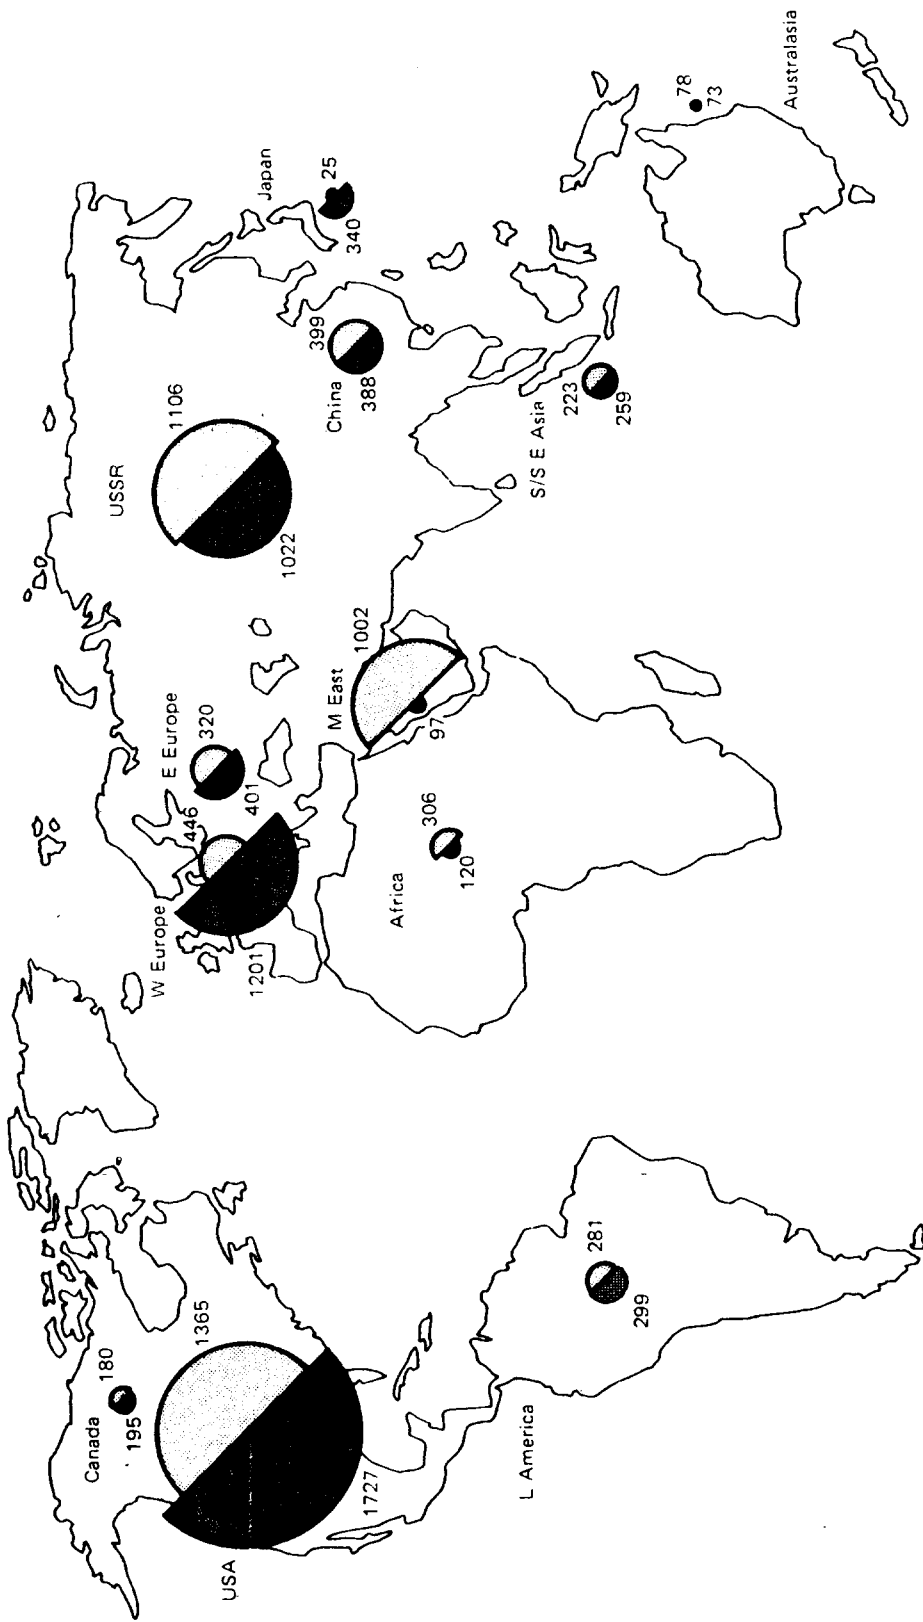 Canada
180
195
USA
1365
1727
L America
281
299
W Europe
446
1201
E Europe
320
401
Africa
306
120
M East
1002
97
USSR
1106
1022
China
399
388
Japan
25
340
S/S E Asia
223
259
Australasia
78
73